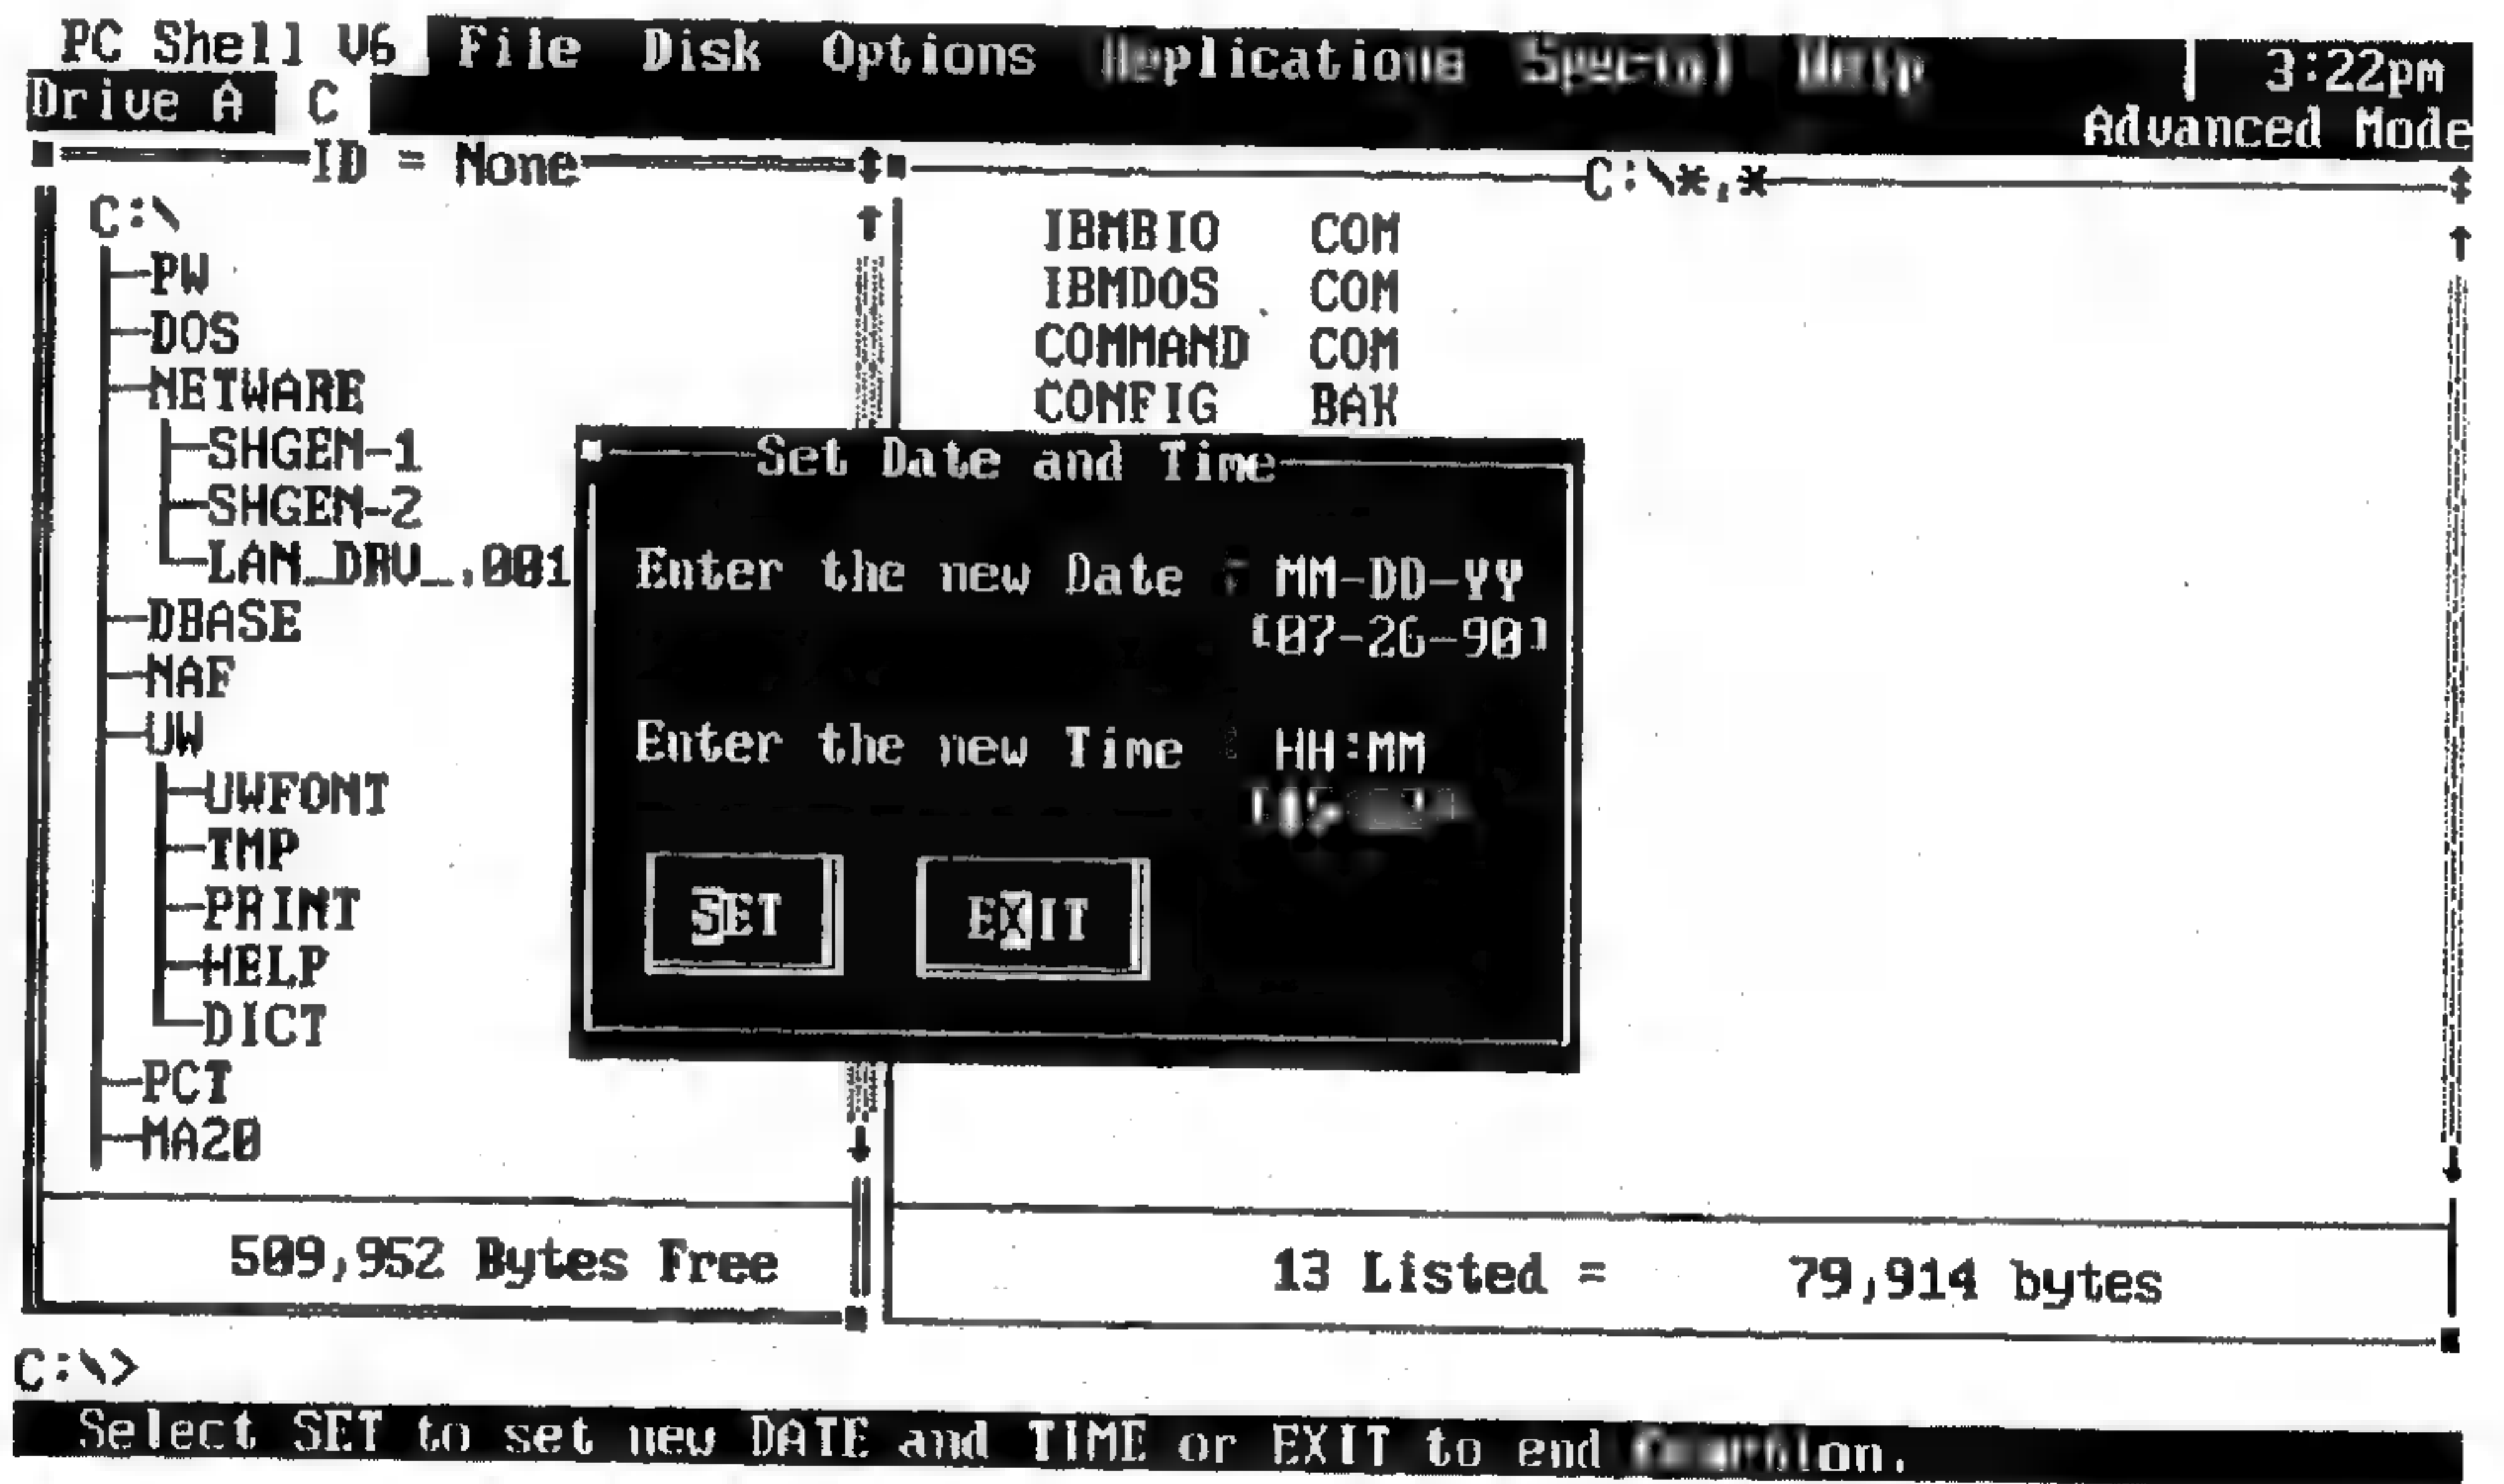 PC Shell V6 File Disk Options 3:22pm
Drive A C Advanced Mode
ID = None
C:\*.*
C:\
PW
DOS
NETWARE
SHGEN-1
SHGEN-2
LAN_DRV_.001
DBASE
NAF
UW
UWFONT
TMP
PRINT
HELP
DICT
PCT
MA20
IBMBIO COM
IBMDOS COM
COMMAND COM
CONFIG BAK
Set Date and Time
Enter the new Date MM-DD-YY
[07-26-90]
Enter the new Time HH:MM
SET EXIT
509,952 Bytes Free
13 Listed = 79,914 bytes
C:\>
Select SET to set new DATE and TIME or EXIT to end